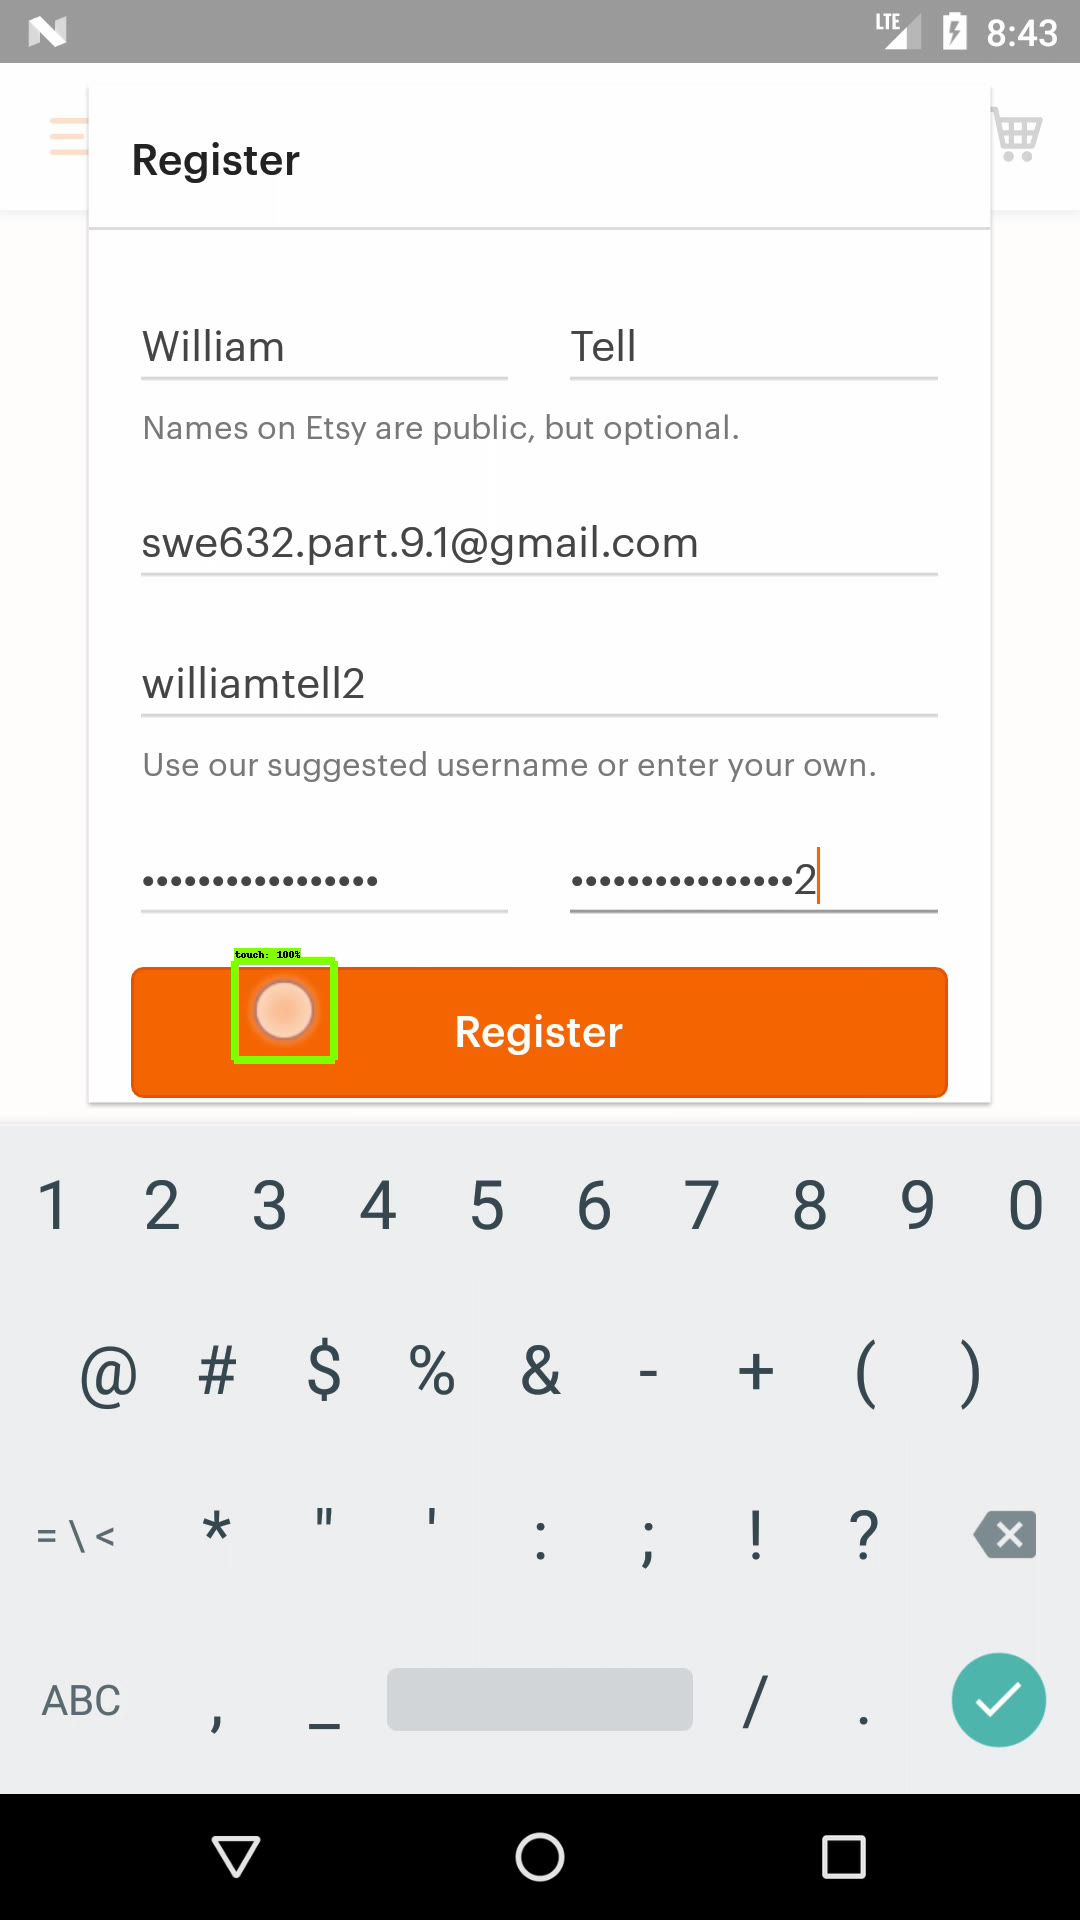 LTE 8:43
Register
William Tell
Names on Etsy are public, but optional.
swe632.part.9.1@gmail.com
williamtell2
Use our suggested username or enter your own.
••••••••••••••••• ••••••••••••••••2
touch: 100%
Register
1 2 3 4 5 6 7 8 9 0
@ # $ % & - + ( )
= \ < * " ' : ; ! ?
ABC , _ / .